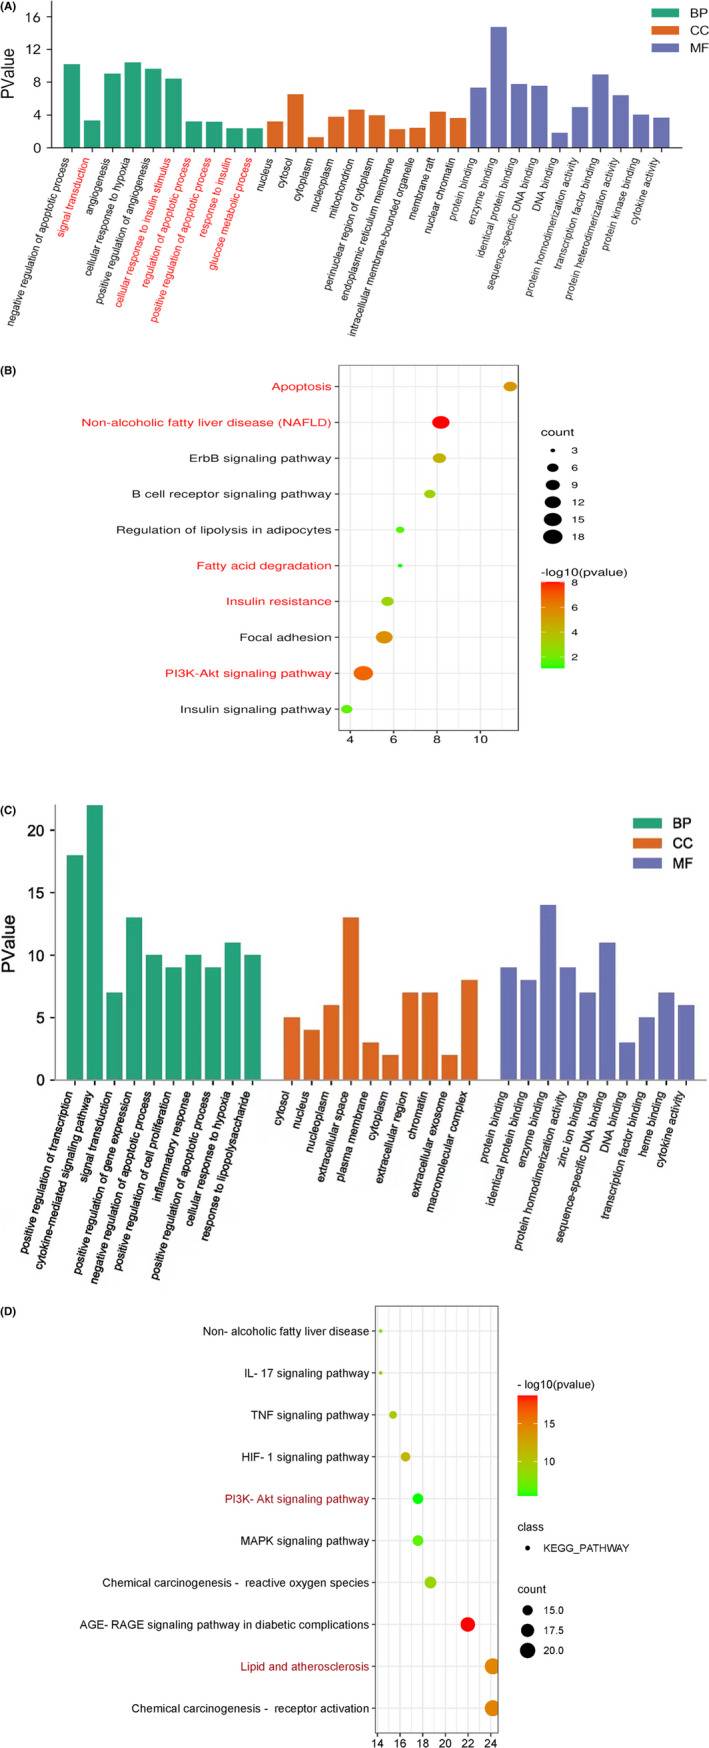 (A)
PValue
16
12
8
4
0
BP
CC
MF
negative regulation of apoptotic process
signal transduction
angiogenesis
cellular response to hypoxia
positive regulation of angiogenesis
cellular response to insulin stimulus
regulation of apoptotic process
positive regulation of apoptotic process
response to insulin
glucose metabolic process
nucleus
cytosol
cytoplasm
nucleoplasm
mitochondrion
perinuclear region of cytoplasm
endoplasmic reticulum membrane
intracellular membrane-bounded organelle
membrane raft
nuclear chromatin
protein binding
enzyme binding
identical protein binding
sequence-specific DNA binding
DNA binding
protein homodimerization activity
transcription factor binding
protein heterodimerization activity
protein kinase binding
cytokine activity
(B)
Apoptosis
Non-alcoholic fatty liver disease (NAFLD)
ErbB signaling pathway
B cell receptor signaling pathway
Regulation of lipolysis in adipocytes
Fatty acid degradation
Insulin resistance
Focal adhesion
PI3K-Akt signaling pathway
Insulin signaling pathway
4 6 8 10
count
3
6
9
12
15
18
-log10(pvalue)
8
6
4
2
(C)
PValue
20
15
10
5
0
BP
CC
MF
positive regulation of transcription
cytokine-mediated signaling pathway
signal transduction
positive regulation of gene expression
negative regulation of apoptotic process
positive regulation of cell proliferation
inflammatory response
positive regulation of apoptotic process
cellular response to hypoxia
response to lipopolysaccharide
cytosol
nucleus
nucleoplasm
extracellular space
plasma membrane
cytoplasm
extracellular region
chromatin
extracellular exosome
macromolecular complex
protein binding
identical protein binding
enzyme binding
protein homodimerization activity
zinc ion binding
sequence-specific DNA binding
DNA binding
transcription factor binding
heme binding
cytokine activity
(D)
Non- alcoholic fatty liver disease
IL- 17 signaling pathway
TNF signaling pathway
HIF- 1 signaling pathway
PI3K- Akt signaling pathway
MAPK signaling pathway
Chemical carcinogenesis - reactive oxygen species
AGE- RAGE signaling pathway in diabetic complications
Lipid and atherosclerosis
Chemical carcinogenesis - receptor activation
14 16 18 20 22 24
- log10(pvalue)
15
10
class
KEGG_PATHWAY
count
15.0
17.5
20.0